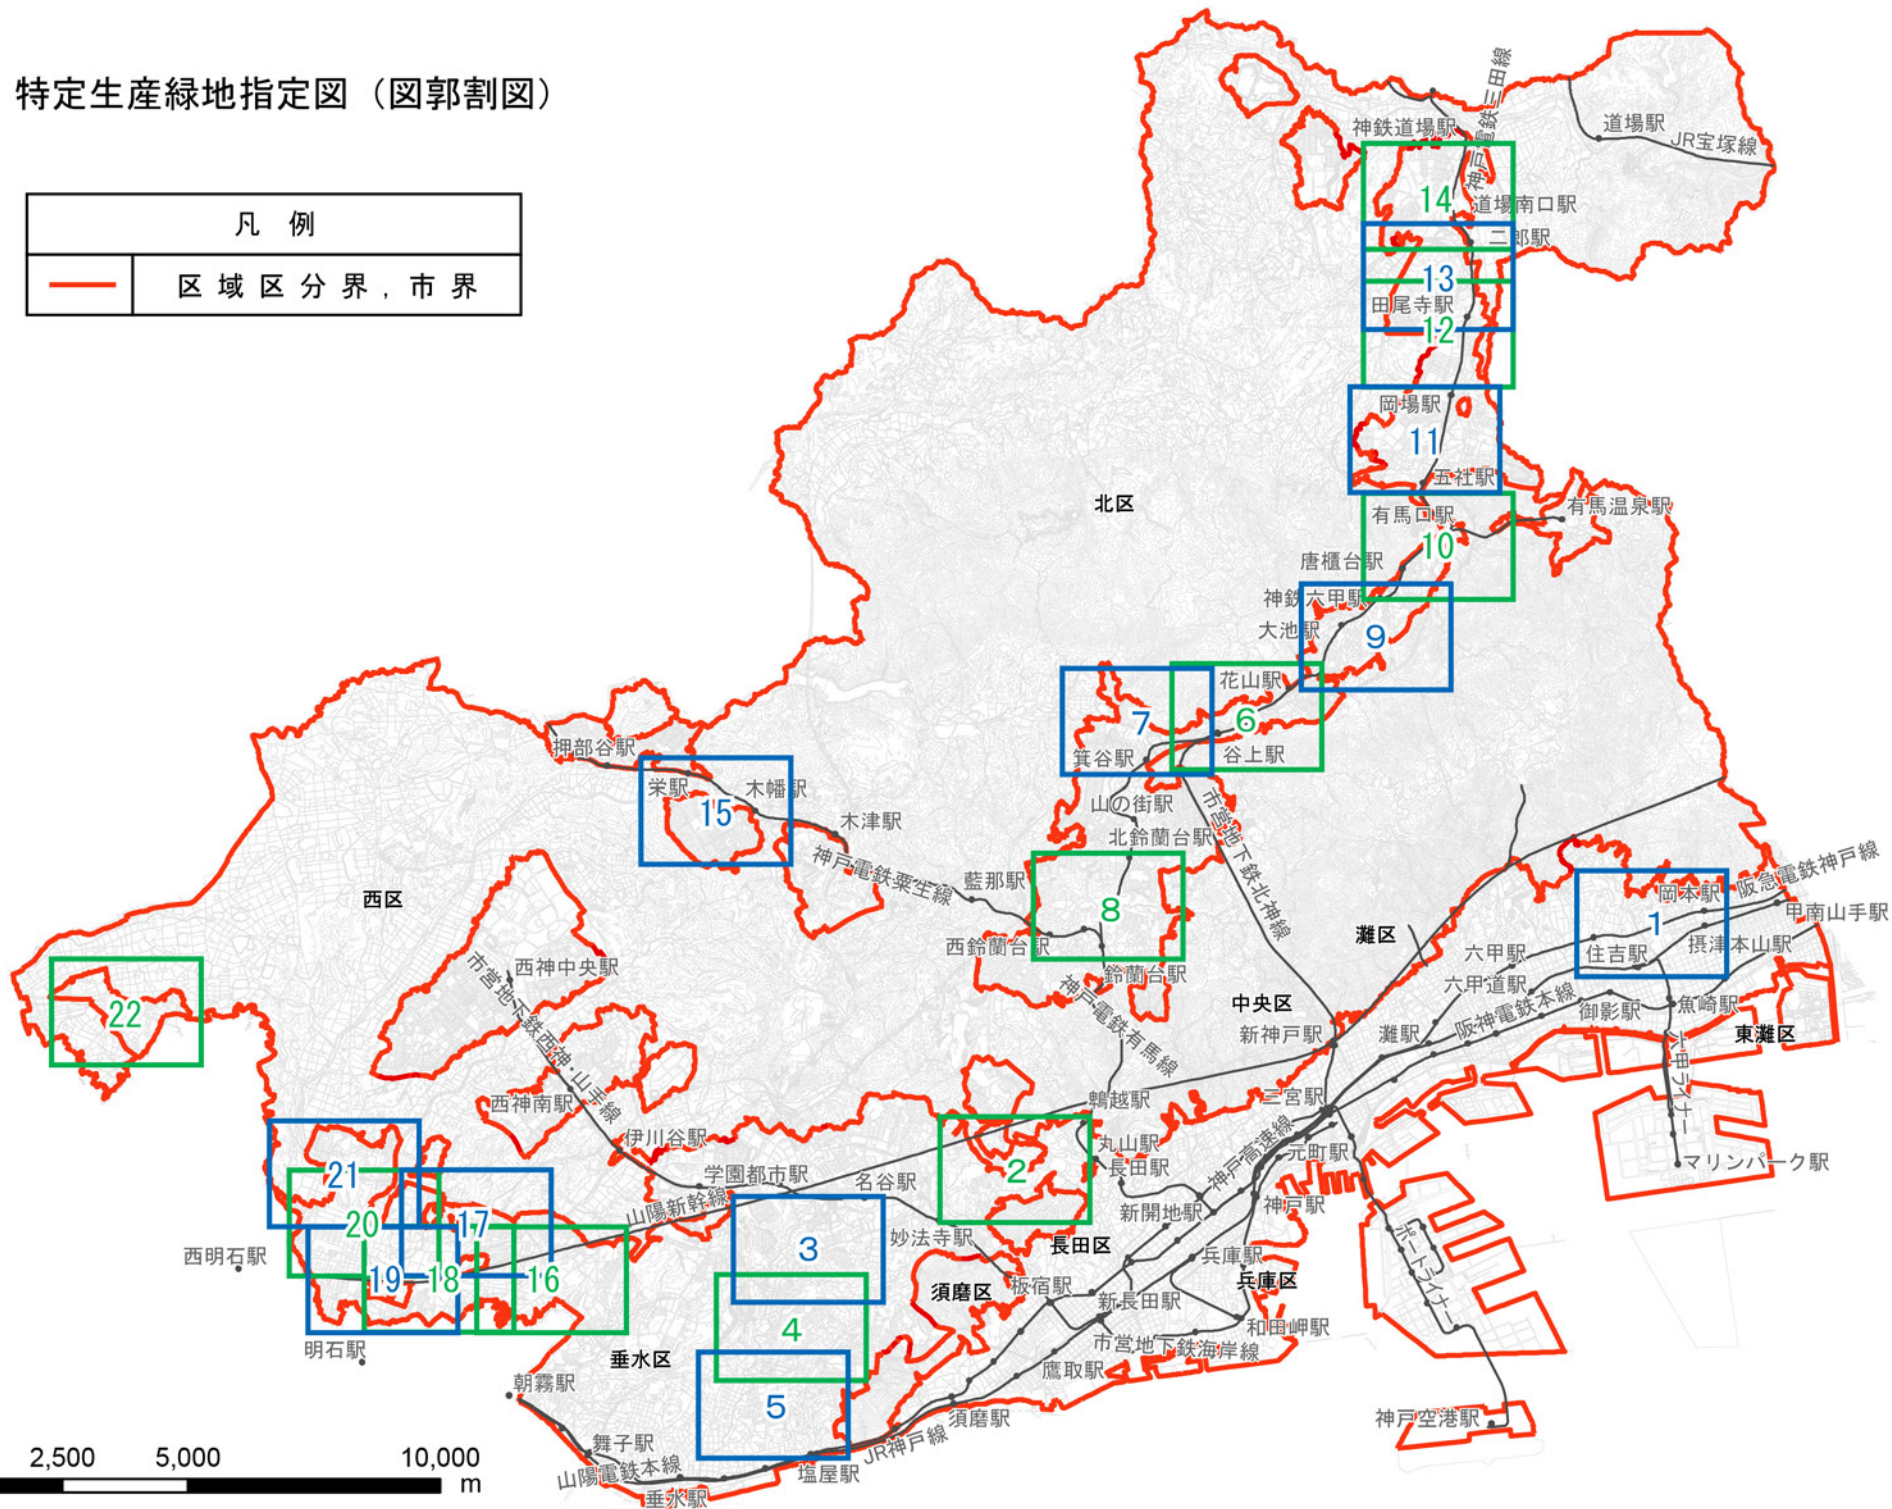 特定生産緑地指定図（図郭割図）
凡 例
区 域 区 分 界 , 市 界
神戸電鉄三田線
神鉄道場駅
道場駅
JR宝塚線
14
道場南口駅
二郎駅
13
田尾寺駅
12
岡場駅
11
五社駅
北区
有馬口駅
有馬温泉駅
10
唐櫃台駅
神鉄六甲駅
大池駅
9
花山駅
7
6
箕谷駅
谷上駅
押部谷駅
栄駅
木幡駅
15
木津駅
山の街駅
北鈴蘭台駅
市営地下鉄北神線
神戸電鉄粟生線
藍那駅
西区
8
西鈴蘭台駅
鈴蘭台駅
神戸電鉄有馬線
灘区
岡本駅
阪急電鉄神戸線
甲南山手駅
1
六甲駅
住吉駅
摂津本山駅
六甲道駅
西神中央駅
市営地下鉄西神・山手線
22
中央区
新神戸駅
灘駅
阪神電鉄本線
御影駅
魚崎駅
東灘区
六甲ライナー
西神南駅
伊川谷駅
鵯越駅
三宮駅
丸山駅
長田駅
神戸高速線
元町駅
マリンパーク駅
2
21
学園都市駅
名谷駅
山陽新幹線
新開地駅
神戸駅
20
17
西明石駅
3
妙法寺駅
長田区
兵庫駅
ポートライナー
19
18
16
須磨区
板宿駅
兵庫区
新長田駅
和田岬駅
4
明石駅
垂水区
市営地下鉄海岸線
鷹取駅
朝霧駅
5
須磨駅
神戸空港駅
舞子駅
JR神戸線
山陽電鉄本線
塩屋駅
垂水駅
2,500 5,000 10,000
m